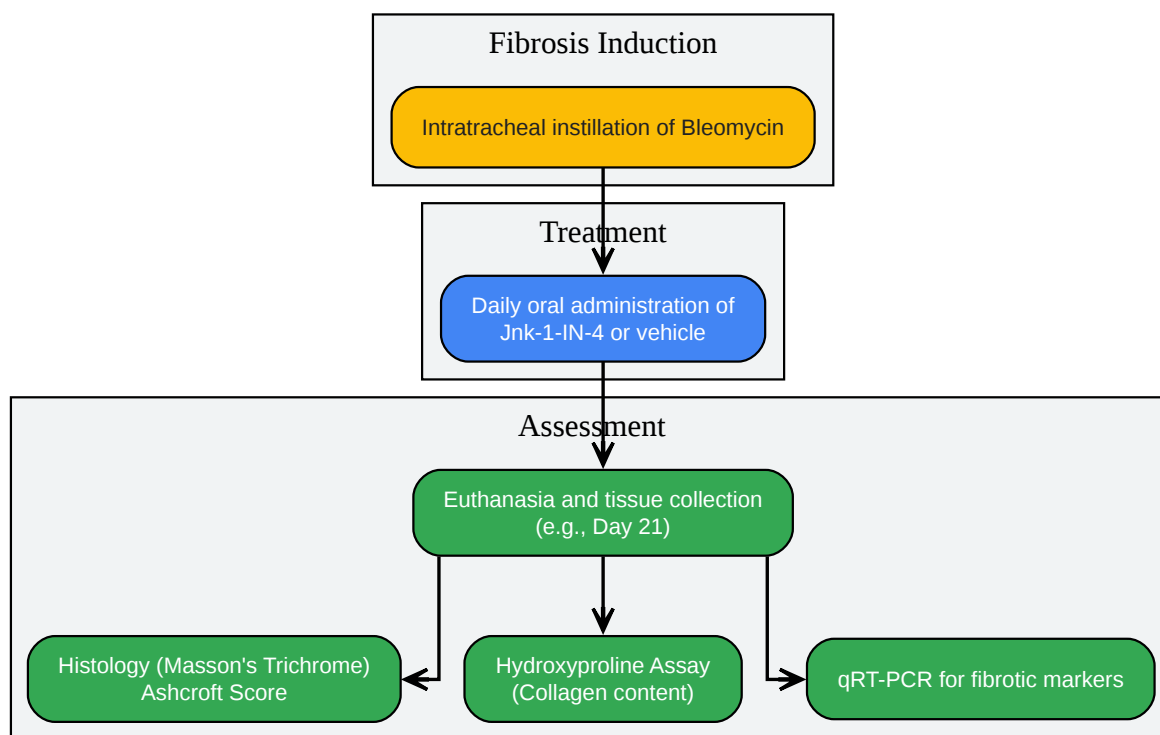 Fibrosis Induction
Intratracheal instillation of Bleomycin
Treatment
Daily oral administration of
Jnk-1-IN-4 or vehicle
Assessment
Euthanasia and tissue collection
(e.g., Day 21)
Histology (Masson's Trichrome)
Ashcroft Score
Hydroxyproline Assay
(Collagen content)
qRT-PCR for fibrotic markers